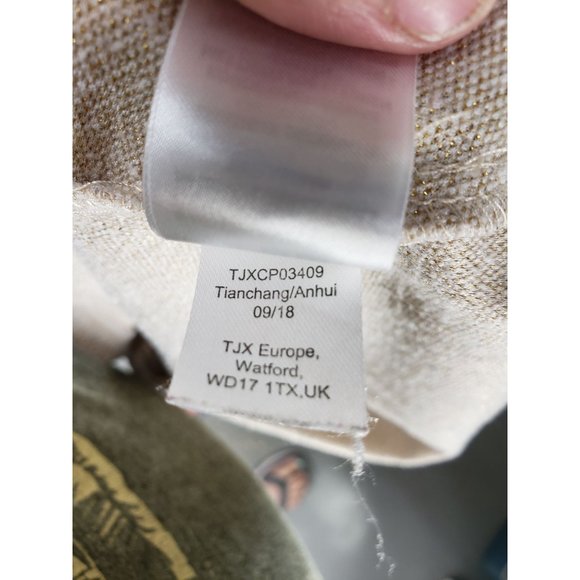 TJXCP03409
Tianchang/Anhui
09/18
TJX Europe,
Watford,
WD17 1TX.UK